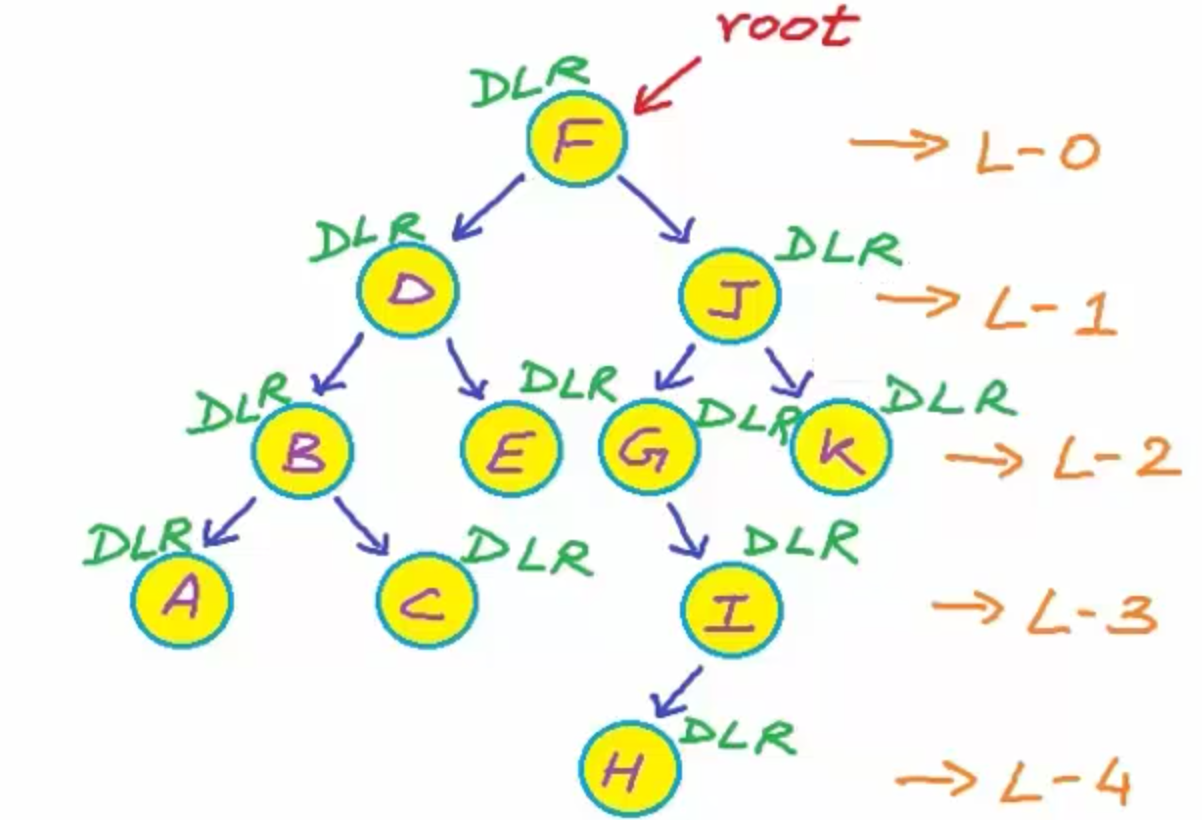 root
DLR
F
→ L-0
DLR
D
J
DLR
→ L-1
DLR
B
E
DLR
G
DLR
K
DLR
→ L-2
DLR
A
C
DLR
I
DLR
→ L-3
H
DLR
→ L-4